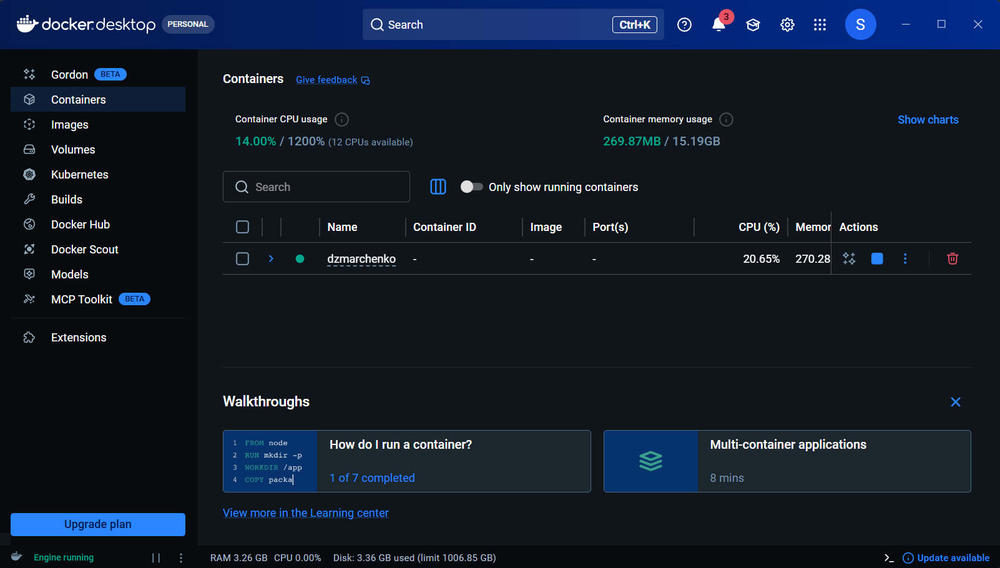 docker.desktop PERSONAL
Search Ctrl+K
3
S
Gordon BETA
Containers
Images
Volumes
Kubernetes
Builds
Docker Hub
Docker Scout
Models
MCP Toolkit BETA
Extensions
Upgrade plan
Containers Give feedback
Container CPU usage
14.00% / 1200% (12 CPUs available)
Container memory usage
269.87MB / 15.19GB
Show charts
Search
Only show running containers
Name Container ID Image Port(s) CPU (%) Memor Actions
dzmarchenko - - - 20.65% 270.28
Walkthroughs
1 FROM node
2 RUN mkdir -p
3 WORKDIR /app
4 COPY packa
How do I run a container?
1 of 7 completed
Multi-container applications
8 mins
View more in the Learning center
Engine running
RAM 3.26 GB CPU 0.00% Disk: 3.36 GB used (limit 1006.85 GB)
Update available